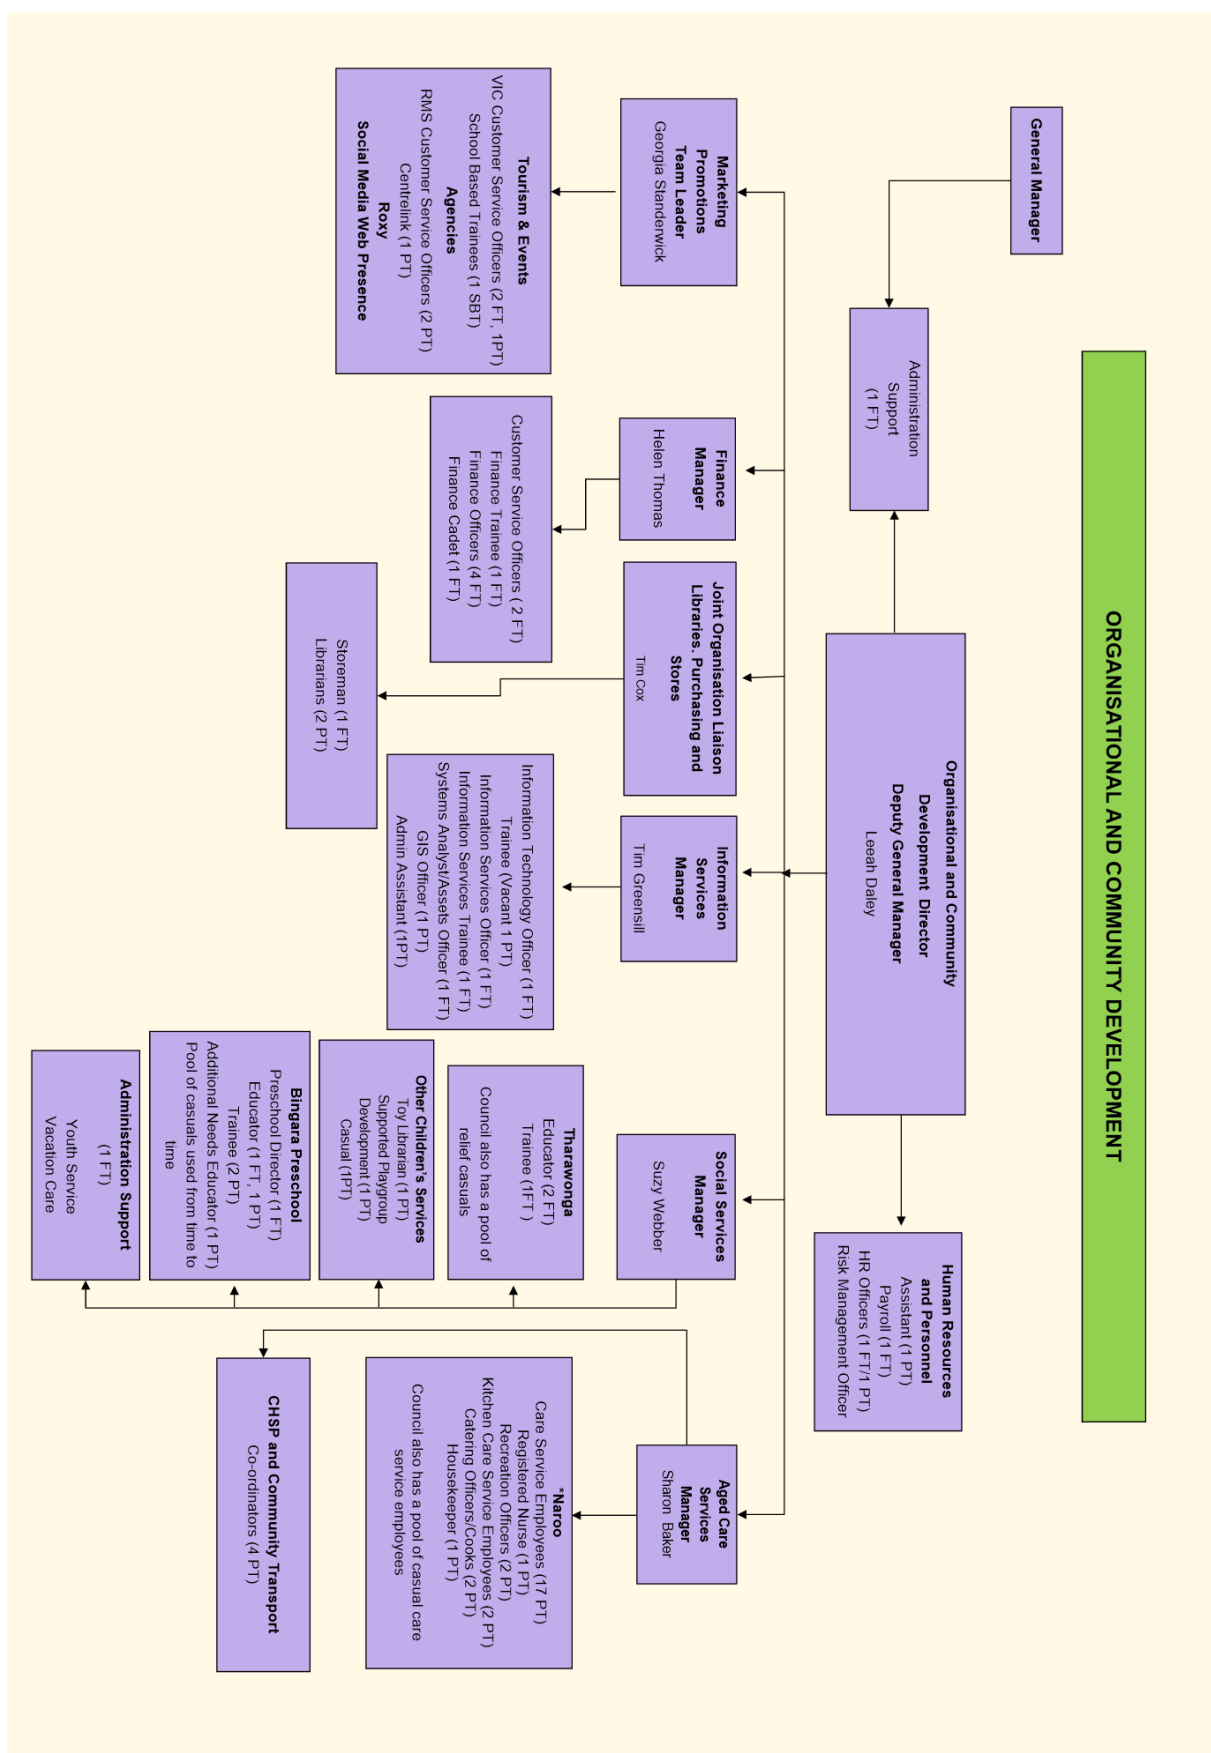 ORGANISATIONAL AND COMMUNITY DEVELOPMENT
General Manager
Administration
Support
(1 FT)
Organisational and Community
Development Director
Deputy General Manager
Leeah Daley
Human Resources
and Personnel
Assistant (1 PT)
Payroll (1 FT)
HR Officers (1 FT/1 PT)
Risk Management Officer
Marketing
Promotions
Team Leader
Georgia Standerwick
Finance
Manager
Helen Thomas
Joint Organisation Liaison
Libraries. Purchasing and
Stores
Tim Cox
Information
Services
Manager
Tim Greensill
Social Services
Manager
Suzy Webber
Aged Care
Services
Manager
Sharon Baker
Tourism & Events
VIC Customer Service Officers (2 FT, 1PT)
School Based Trainees (1 SBT)
Agencies
RMS Customer Service Officers (2 PT)
Centrelink (1 PT)
Roxy
Social Media Web Presence
Customer Service Officers ( 2 FT)
Finance Trainee (1 FT)
Finance Officers (4 FT)
Finance Cadet (1 FT)
Storeman (1 FT)
Librarians (2 PT)
Information Technology Officer (1 FT)
Trainee (Vacant 1 PT)
Information Services Officer (1 FT)
Information Services Trainee (1 FT)
Systems Analyst/Assets Officer (1 FT)
GIS Officer (1 PT)
Admin Assistant (1PT)
Tharawonga
Educator (2 FT)
Trainee (1FT )
Council also has a pool of
relief casuals
Other Children's Services
Toy Librarian (1 PT)
Supported Playgroup
Development (1 PT)
Casual (1PT)
Bingara Preschool
Preschool Director (1 FT)
Educator (1 FT, 1 PT)
Trainee (2 PT)
Additional Needs Educator (1 PT)
Pool of casuals used from time to
time
Administration Support
(1 FT)
Youth Service
Vacation Care
*Naroo
Care Service Employees (17 PT)
Registered Nurse (1 PT)
Recreation Officers (2 PT)
Kitchen Care Service Employees (2 PT)
Catering Officers/Cooks (2 PT)
Housekeeper (1 PT)
Council also has a pool of casual care
service employees
CHSP and Community Transport
Co-ordinators (4 PT)